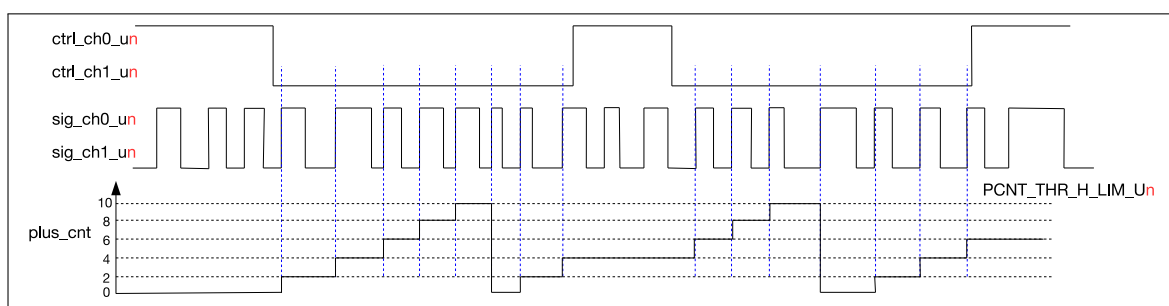 ctrl_ch0_un
ctrl_ch1_un
sig_ch0_un
sig_ch1_un
PCNT_THR_H_LIM_Un
10
8
plus_cnt
6
4
2
0